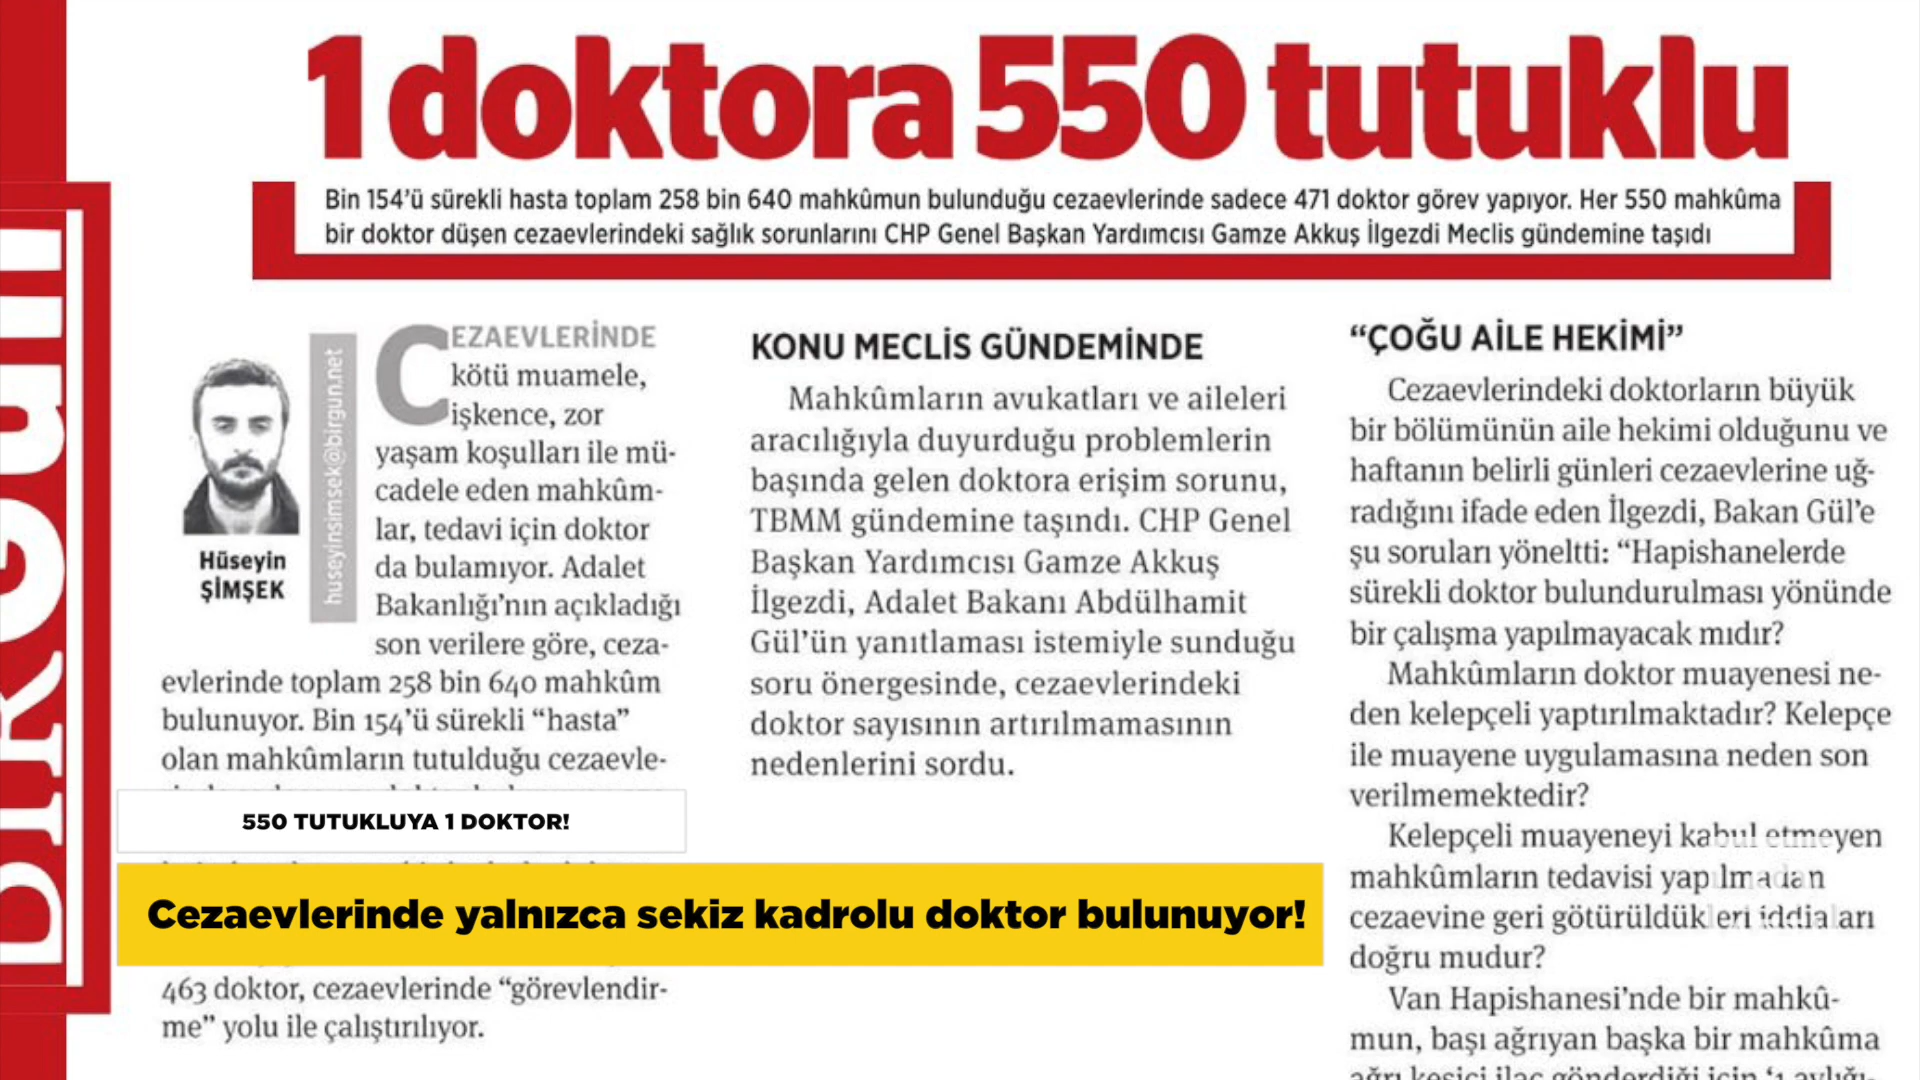 BirGün
1 doktora 550 tutuklu
Bin 154’ü sürekli hasta toplam 258 bin 640 mahkûmun bulunduğu cezaevlerinde sadece 471 doktor görev yapıyor. Her 550 mahkûma
bir doktor düşen cezaevlerindeki sağlık sorunlarını CHP Genel Başkan Yardımcısı Gamze Akkuş İlgezdi Meclis gündemine taşıdı
Hüseyin
ŞİMŞEK
huseyinsimsek@birgun.net
CEZAEVLERİNDE
kötü muamele,
işkence, zor
yaşam koşulları ile mü-
cadele eden mahkûm-
lar, tedavi için doktor
da bulamıyor. Adalet
Bakanlığı’nın açıkladığı
son verilere göre, ceza-
evlerinde toplam 258 bin 640 mahkûm
bulunuyor. Bin 154’ü sürekli “hasta”
olan mahkûmların tutulduğu cezaevle-
550 TUTUKLUYA 1 DOKTOR!
Cezaevlerinde yalnızca sekiz kadrolu doktor bulunuyor!
463 doktor, cezaevlerinde “görevlendir-
me” yolu ile çalıştırılıyor.
KONU MECLİS GÜNDEMİNDE
Mahkûmların avukatları ve aileleri
aracılığıyla duyurduğu problemlerin
başında gelen doktora erişim sorunu,
TBMM gündemine taşındı. CHP Genel
Başkan Yardımcısı Gamze Akkuş
İlgezdi, Adalet Bakanı Abdülhamit
Gül’ün yanıtlaması istemiyle sunduğu
soru önergesinde, cezaevlerindeki
doktor sayısının artırılmamasının
nedenlerini sordu.
“ÇOĞU AİLE HEKİMİ”
Cezaevlerindeki doktorların büyük
bir bölümünün aile hekimi olduğunu ve
haftanın belirli günleri cezaevlerine uğ-
radığını ifade eden İlgezdi, Bakan Gül’e
şu soruları yöneltti: “Hapishanelerde
sürekli doktor bulundurulması yönünde
bir çalışma yapılmayacak mıdır?
Mahkûmların doktor muayenesi ne-
den kelepçeli yaptırılmaktadır? Kelepçe
ile muayene uygulamasına neden son
verilmemektedir?
Kelepçeli muayeneyi kabul etmeyen
mahkûmların tedavisi yapılmadan
cezaevine geri götürüldükleri iddiaları
doğru mudur?
Van Hapishanesi’nde bir mahkû-
mun, başı ağrıyan başka bir mahkûma
ağrı kesici ilaç gönderdiği için ‘1 aylığı-